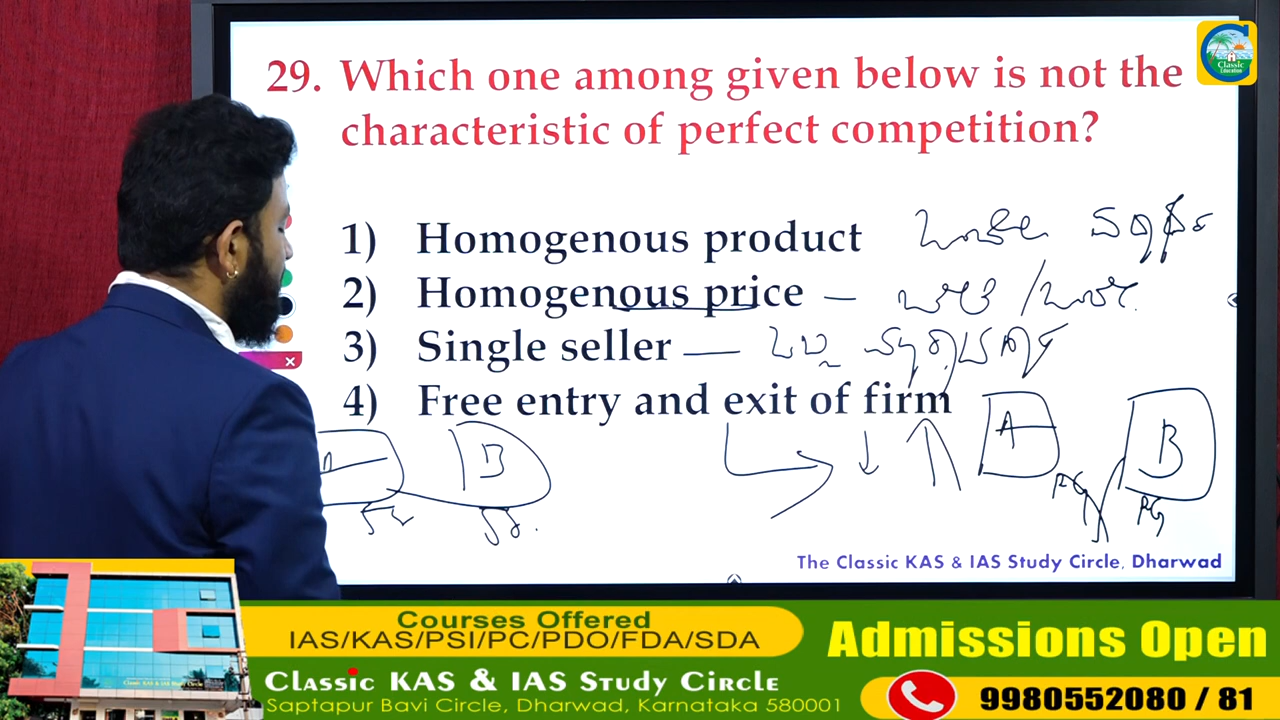 Classic
Education
29. Which one among given below is not the
characteristic of perfect competition?
1) Homogenous product
2) Homogenous price –
3) Single seller —
4) Free entry and exit of firm
A
B
B
The Classic KAS & IAS Study Circle, Dharwad
Courses Offered
IAS/KAS/PSI/PC/PDO/FDA/SDA
Classic KAS & IAS Study Circle
Saptapur Bavi Circle, Dharwad, Karnataka 580001
Admissions Open
9980552080 / 81